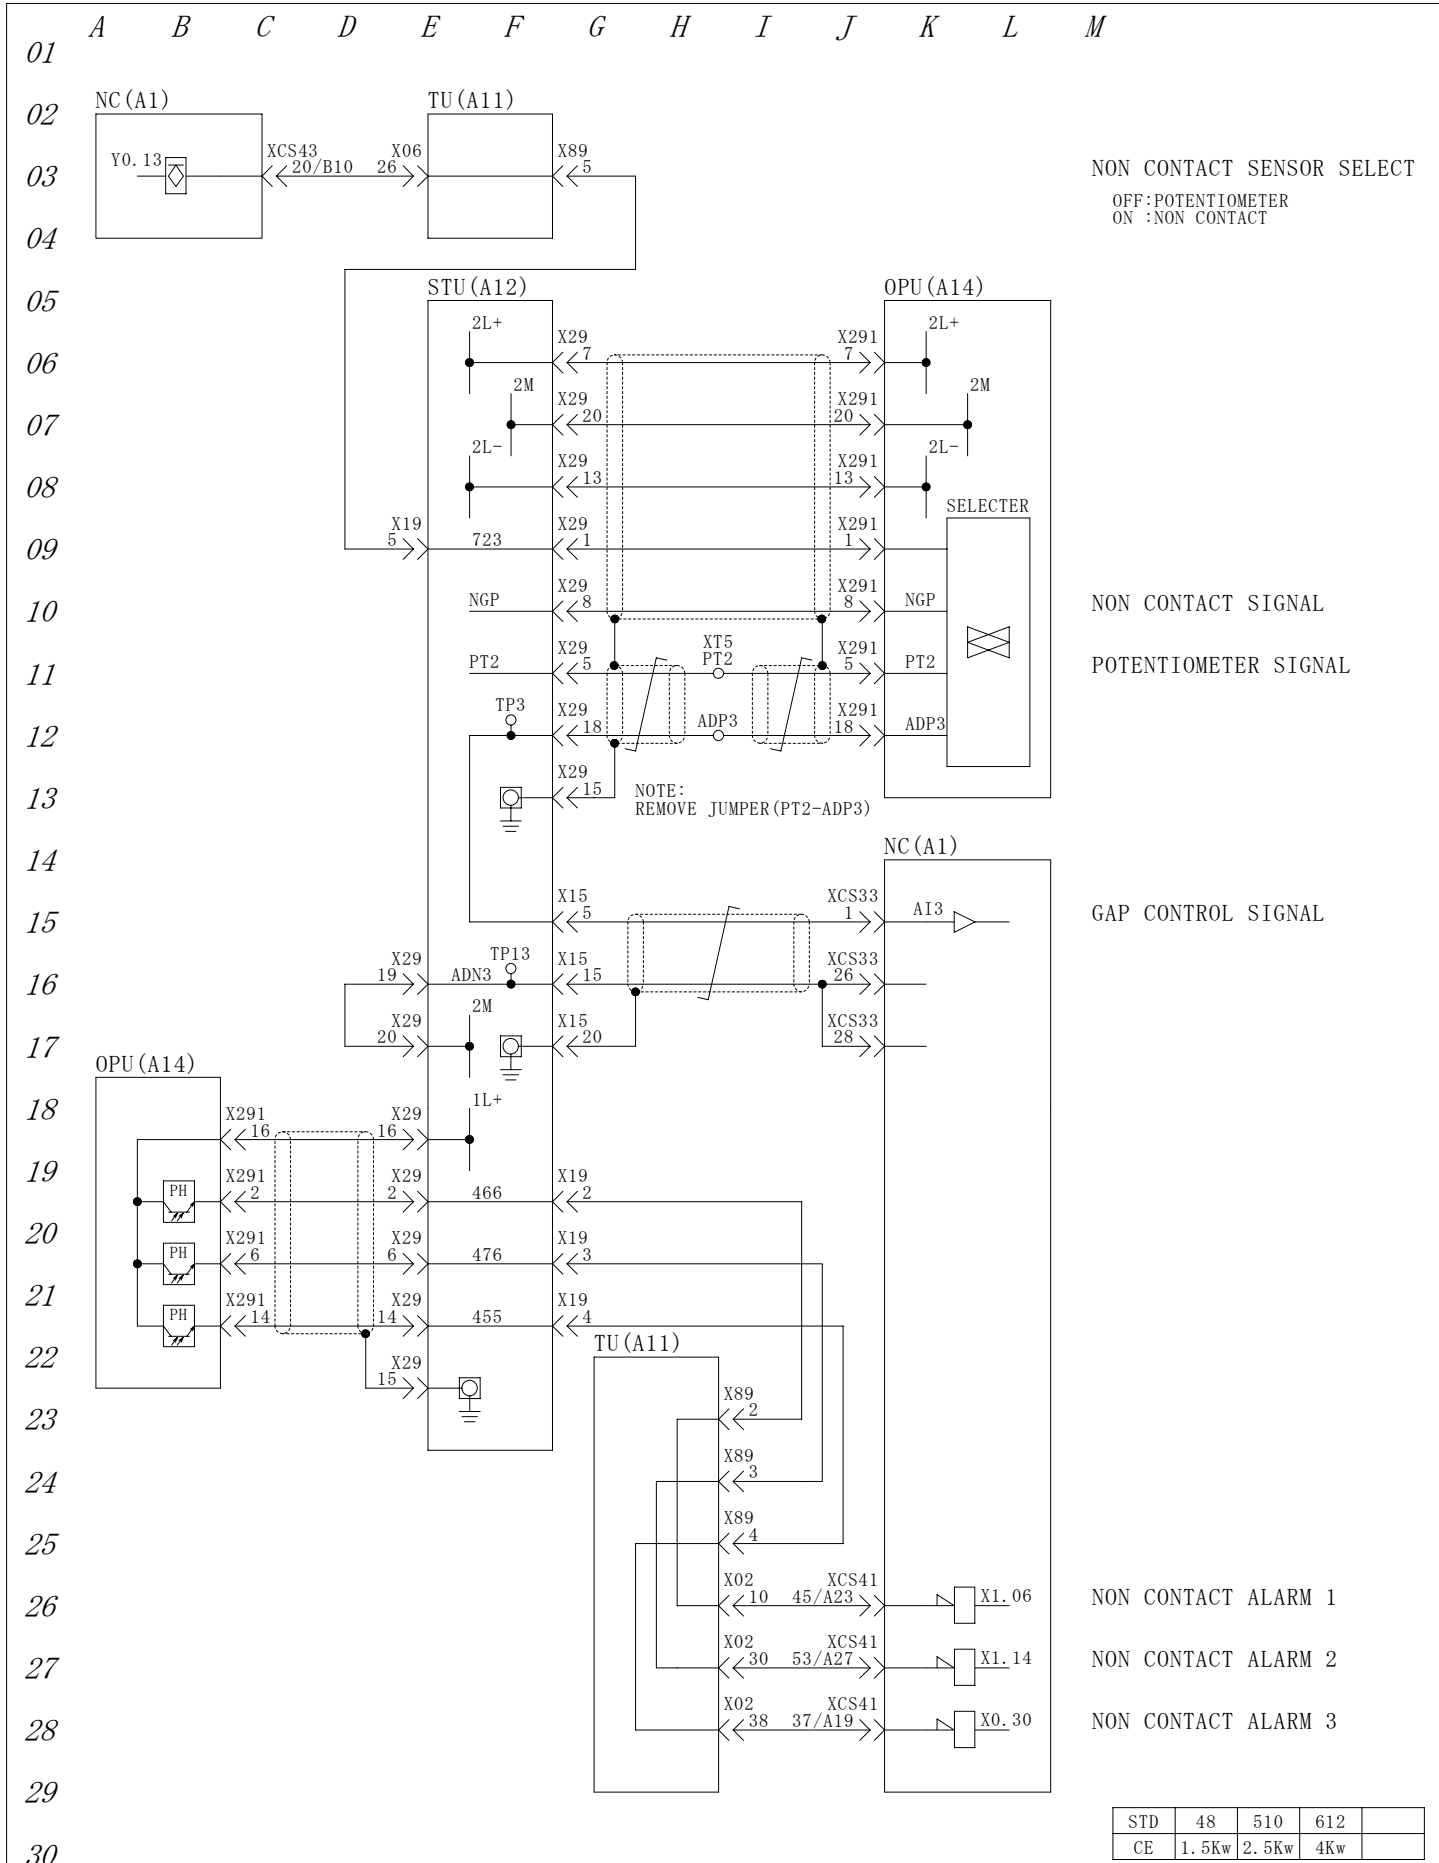 A B C D E F G H I J K L M
01
02 NC(A1) TU(A11)
Y0.13 XCS43 X06 X89
03 20/B10 26 5 NON CONTACT SENSOR SELECT
OFF:POTENTIOMETER
ON :NON CONTACT
04
STU(A12) OPU(A14)
05
2L+ 2L+
X29 X291
06 7 7
2M 2M
X29 X291
07 20 20
2L- 2L-
X29 X291
08 13 13
SELECTER
X19 X29 X291
09 5 723 1 1
X29 X291
10 NGP 8 8 NGP NON CONTACT SIGNAL
X29 XT5 X291
11 PT2 5 PT2 5 PT2 POTENTIOMETER SIGNAL
TP3 X29 X291
12 18 ADP3 18 ADP3
X29
13 15 NOTE:
REMOVE JUMPER(PT2-ADP3)
14 NC(A1)
X15 XCS33
15 5 1 AI3 GAP CONTROL SIGNAL
X29 TP13 X15 XCS33
16 19 ADN3 15 26
2M
X29 X15 XCS33
17 20 20 28
OPU(A14)
18 1L+
X291 X29
16 16
19 X291 X29 X19
PH 2 2 466 2
20
X291 X29 X19
PH 6 6 476 3
21
X291 X29 X19
PH 14 14 455 4
22 TU(A11)
X29
15
X89
23 2
X89
24 3
X89
25 4
X02 XCS41
26 10 45/A23 X1.06 NON CONTACT ALARM 1
X02 XCS41
27 30 53/A27 X1.14 NON CONTACT ALARM 2
X02 XCS41
28 38 37/A19 X0.30 NON CONTACT ALARM 3
29
STD 48 510 612
30 CE 1.5Kw 2.5Kw 4Kw